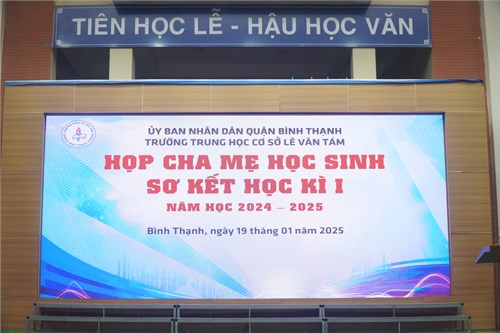 TIÊN HỌC LỄ - HẬU HỌC VĂN
ỦY BAN NHÂN DÂN QUẬN BÌNH THẠNH
TRƯỜNG TRUNG HỌC CƠ SỞ LÊ VĂN TÁM
HỌP CHA MẸ HỌC SINH
SƠ KẾT HỌC KÌ I
NĂM HỌC 2024 – 2025
Bình Thạnh, ngày 19 tháng 01 năm 2025